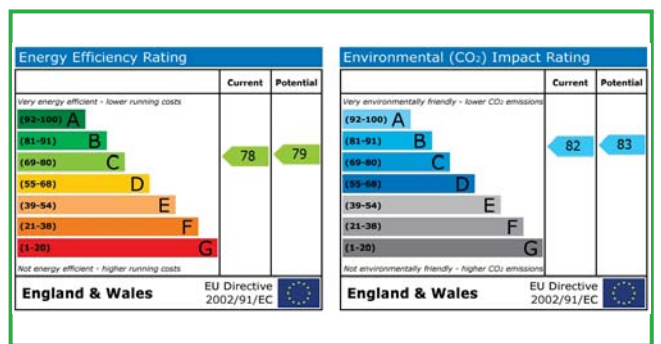 Energy Efficiency Rating
Current Potential
Very energy efficient - lower running costs
(92-100) A
(81-91) B
(69-80) C
(55-68) D
(39-54) E
(21-38) F
(1-20) G
78 79
Not energy efficient - higher running costs
England & Wales
EU Directive
2002/91/EC
Environmental (CO₂) Impact Rating
Current Potential
Very environmentally friendly - lower CO₂ emissions
(92-100) A
(81-91) B
(69-80) C
(55-68) D
(39-54) E
(21-38) F
(1-20) G
82 83
Not environmentally friendly - higher CO₂ emissions
England & Wales
EU Directive
2002/91/EC